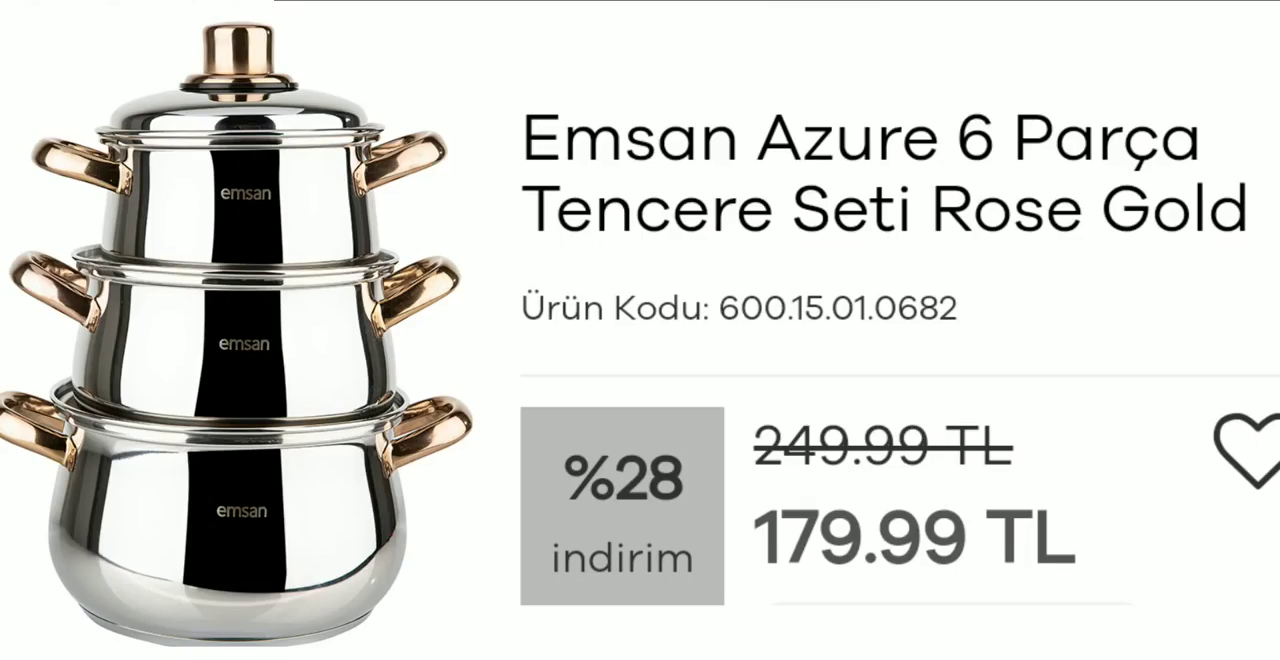 emsan
emsan
emsan
Emsan Azure 6 Parça
Tencere Seti Rose Gold
Ürün Kodu: 600.15.01.0682
%28
indirim
249.99 TL
179.99 TL